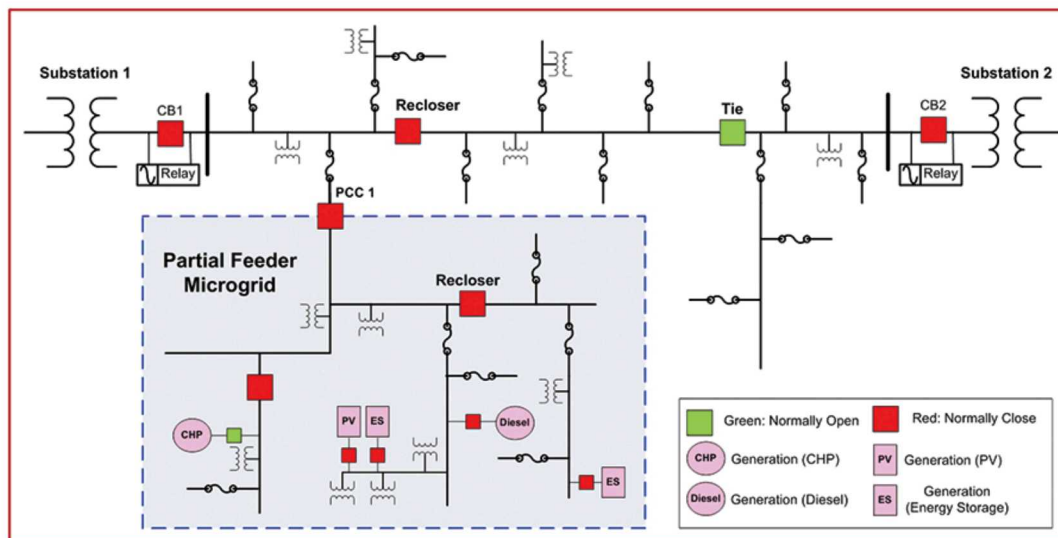 Substation 1
CB1
Relay
Recloser
Tie
Substation 2
CB2
Relay
PCC 1
Partial Feeder
Microgrid
Recloser
CHP
PV
ES
Diesel
ES
Green: Normally Open
Red: Normally Close
CHP
Generation (CHP)
PV
Generation (PV)
Diesel
Generation (Diesel)
ES
Generation
(Energy Storage)